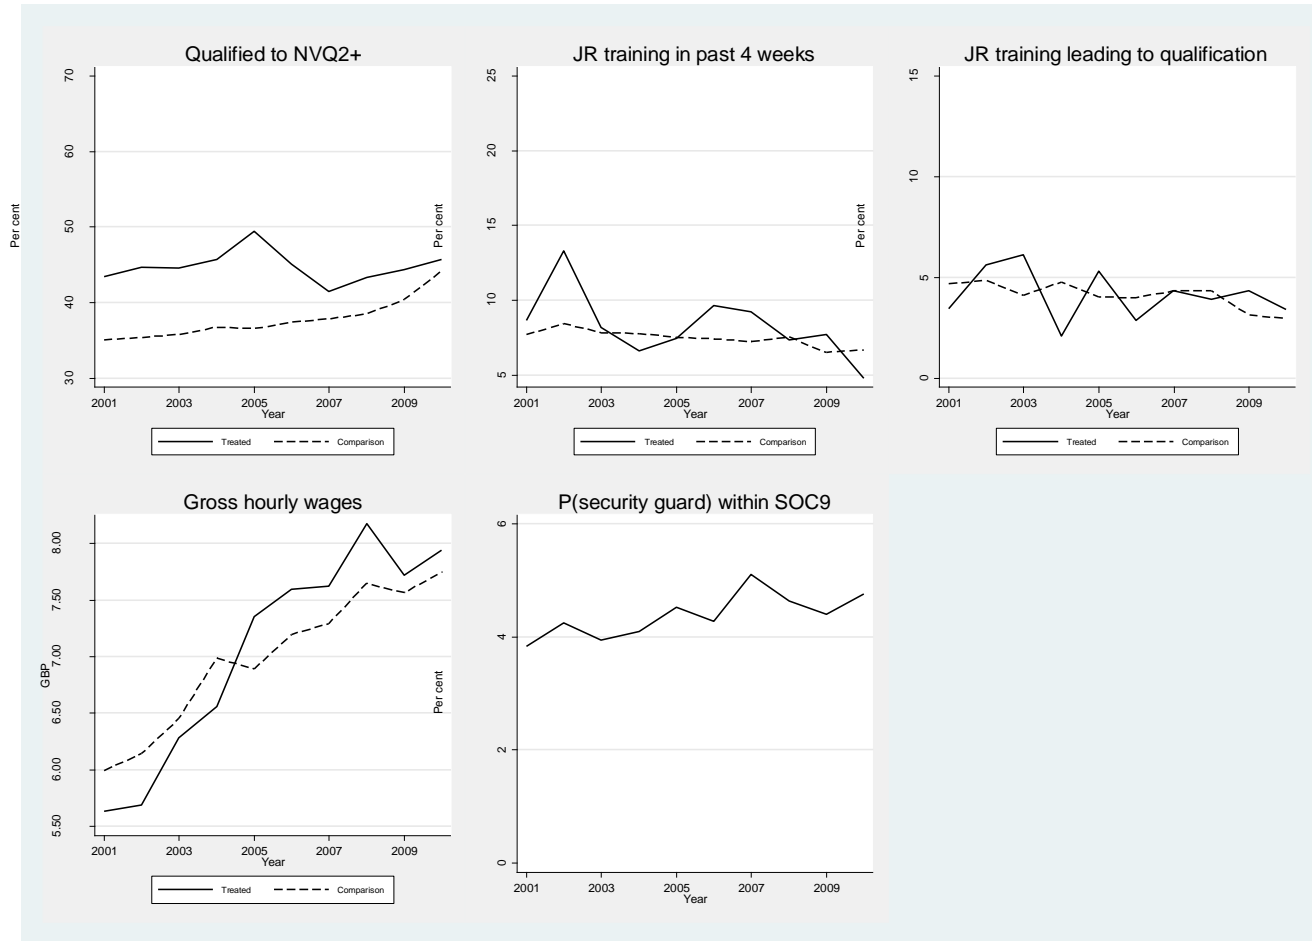 Qualified to NVQ2+
Per cent
70
60
50
40
30
2001 2003 2005 2007 2009
Year
Treated Comparison
JR training in past 4 weeks
Per cent
25
20
15
10
5
2001 2003 2005 2007 2009
Year
Treated Comparison
JR training leading to qualification
Per cent
15
10
5
0
2001 2003 2005 2007 2009
Year
Treated Comparison
Gross hourly wages
GBP
8.00
7.50
7.00
6.50
6.00
5.50
2001 2003 2005 2007 2009
Year
Treated Comparison
P(security guard) within SOC9
Per cent
6
4
2
0
2001 2003 2005 2007 2009
Year